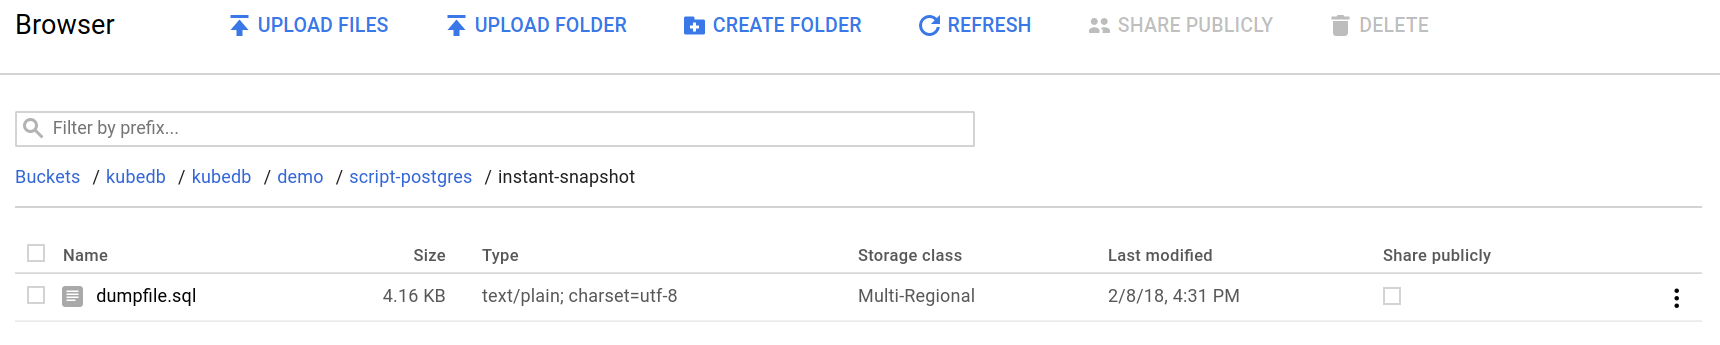 Browser UPLOAD FILES UPLOAD FOLDER CREATE FOLDER REFRESH SHARE PUBLICLY DELETE
Filter by prefix...
Buckets / kubedb / kubedb / demo / script-postgres / instant-snapshot
Name Size Type Storage class Last modified Share publicly
dumpfile.sql 4.16 KB text/plain; charset=utf-8 Multi-Regional 2/8/18, 4:31 PM